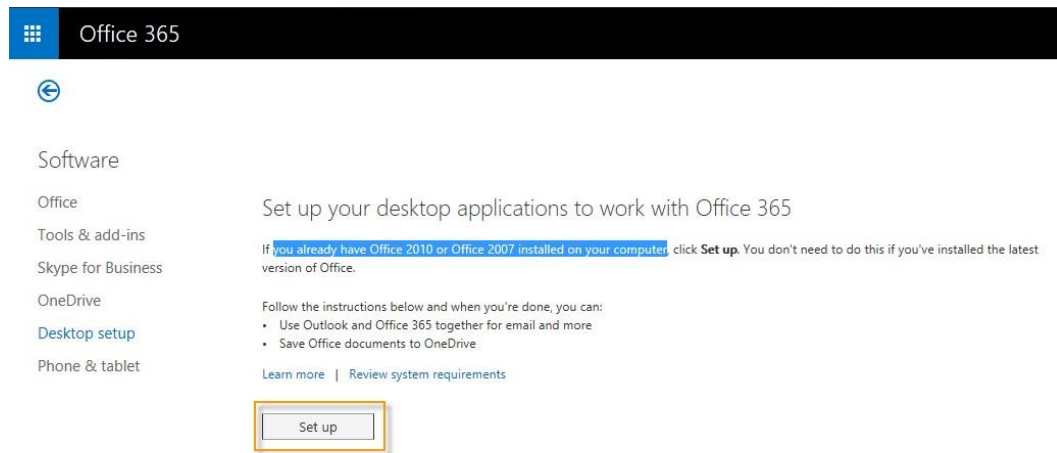 Office 365
Software
Office
Tools & add-ins
Skype for Business
OneDrive
Desktop setup
Phone & tablet
Set up your desktop applications to work with Office 365
If you already have Office 2010 or Office 2007 installed on your computer, click Set up. You don't need to do this if you've installed the latest
version of Office.
Follow the instructions below and when you're done, you can:
• Use Outlook and Office 365 together for email and more
• Save Office documents to OneDrive
Learn more | Review system requirements
Set up